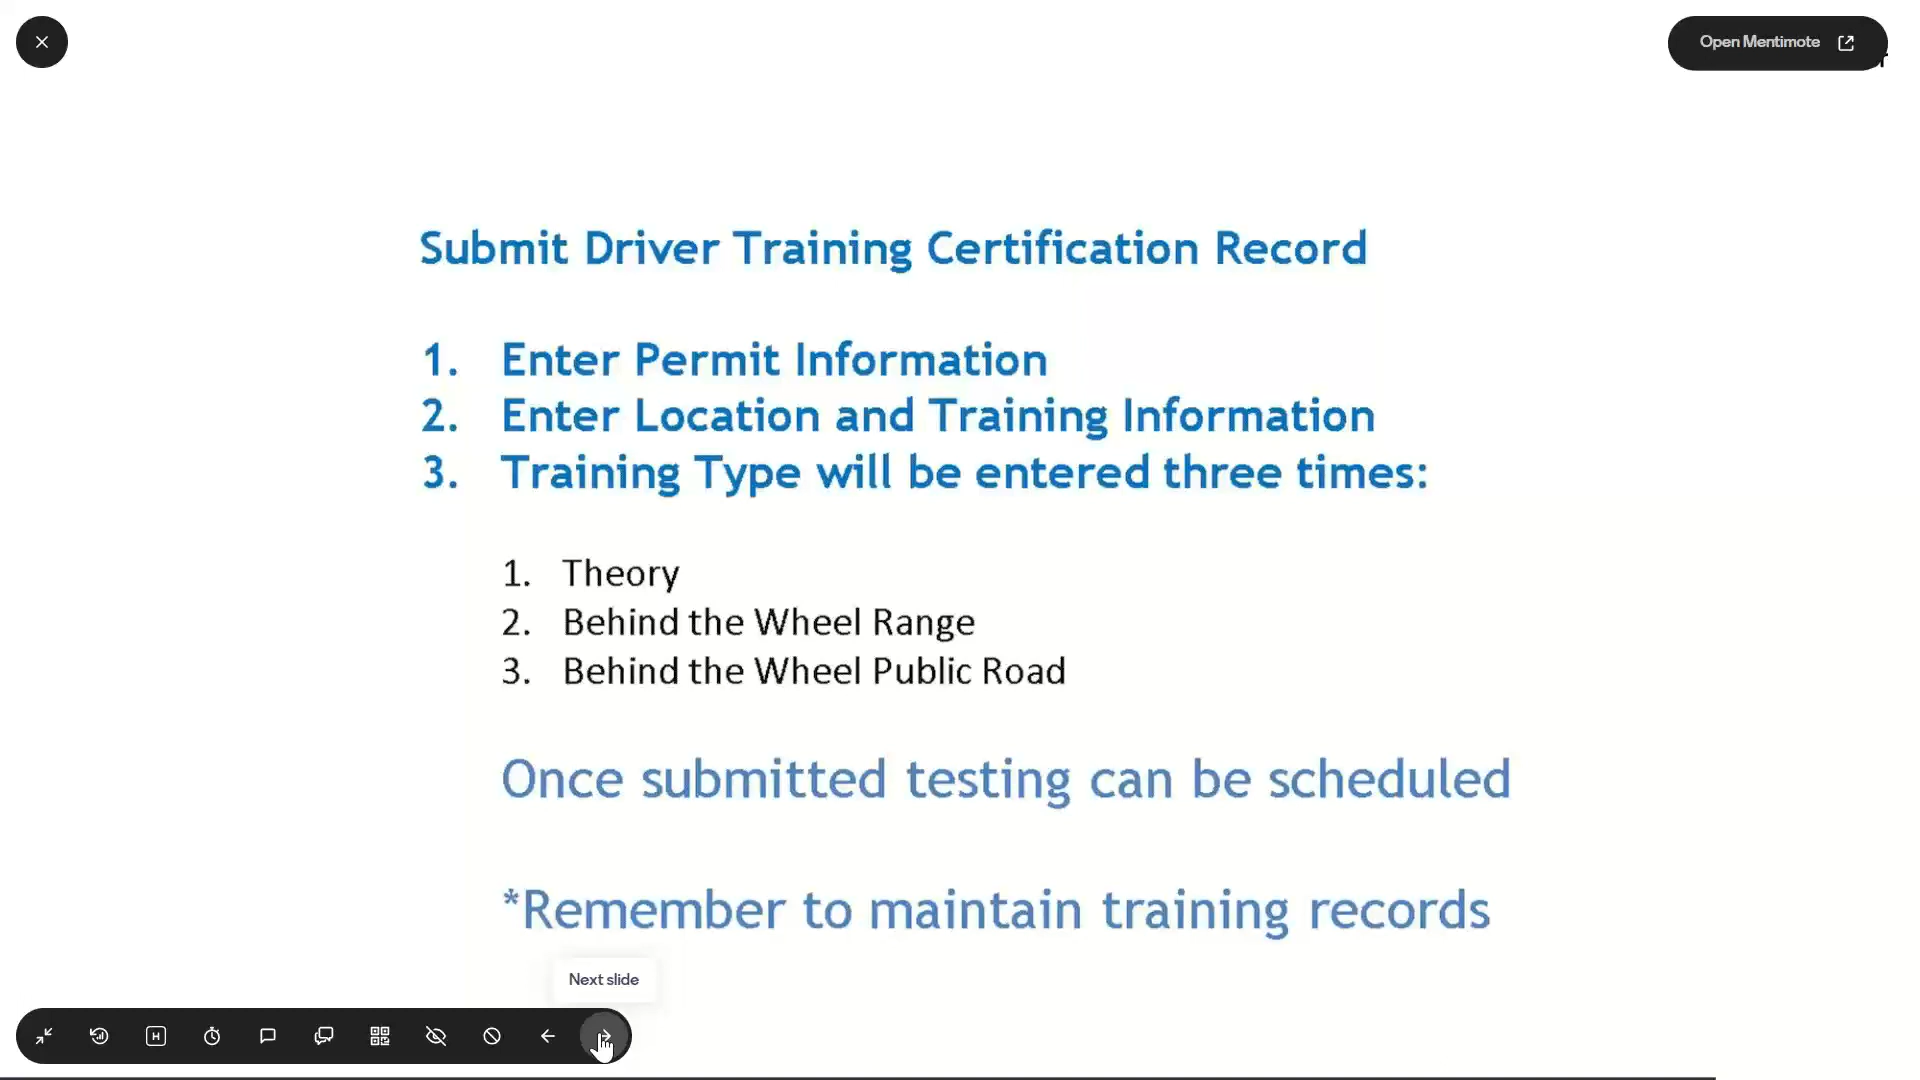 Open Mentimote
Submit Driver Training Certification Record
1. Enter Permit Information
2. Enter Location and Training Information
3. Training Type will be entered three times:
1. Theory
2. Behind the Wheel Range
3. Behind the Wheel Public Road
Once submitted testing can be scheduled
*Remember to maintain training records
Next slide
H